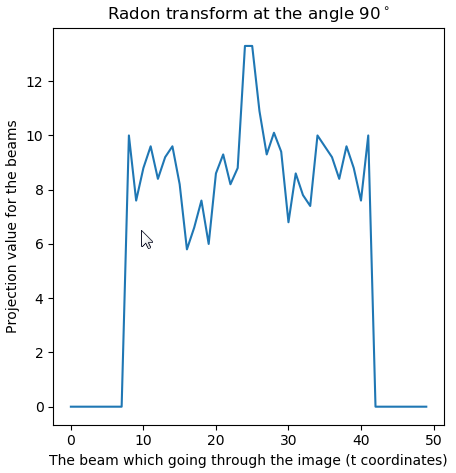 Radon transform at the angle 90°
Projection value for the beams
12
10
8
6
4
2
0
0 10 20 30 40 50
The beam which going through the image (t coordinates)